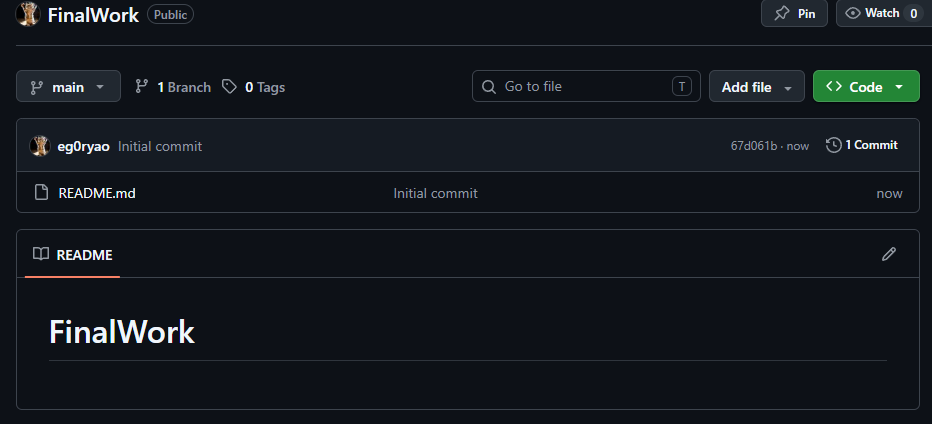 FinalWork Public Pin Watch 0
main 1 Branch 0 Tags Go to file T Add file Code
eg0ryao Initial commit 67d061b · now 1 Commit
README.md Initial commit now
README
FinalWork